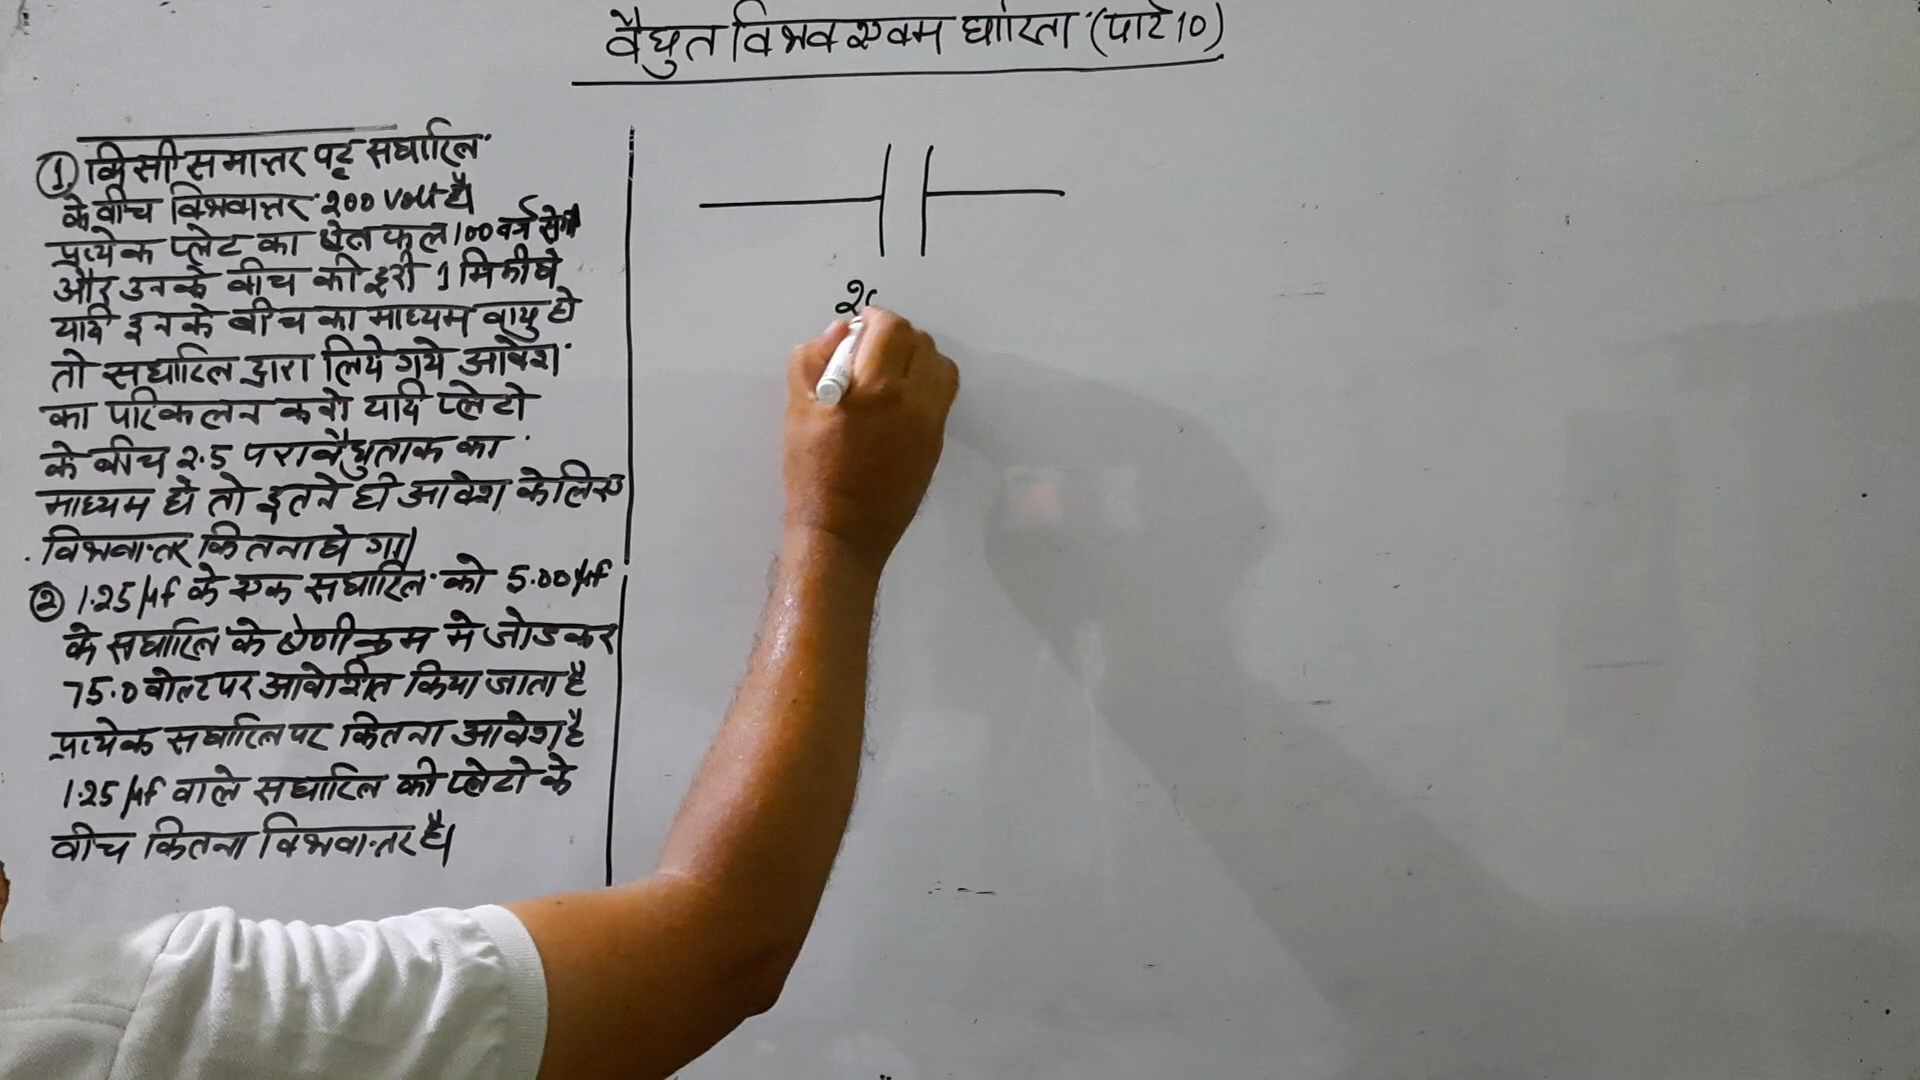 वैधुत विभव एवम धारिता (पार्ट 10)
① किसी समान्तर पट्ट संधारित्र
के बीच विभवान्तर 200 Volt है।
प्रत्येक प्लेट का क्षेत्रफल 100 वर्ग सेमी
और उनके बीच की दूरी 1 मिमी है
यदि इनके बीच का माध्यम वायु हो
तो संधारित्र द्वारा लिये गये आवेश
का परिकलन करो यदि प्लेटो
के बीच 2.5 परावैधुतांक का
माध्यम हो तो इतने ही आवेश के लिए
विभवान्तर कितना होगा।
② 1.25 μf के एक संधारित्र को 5.00 μf
के संधारित्र के श्रेणीक्रम मे जोडकर
75.0 वोल्ट पर आवेशित किया जाता है
प्रत्येक संधारित्र पर कितना आवेश है
1.25 μf वाले संधारित्र की प्लेटो के
बीच कितना विभवान्तर है।